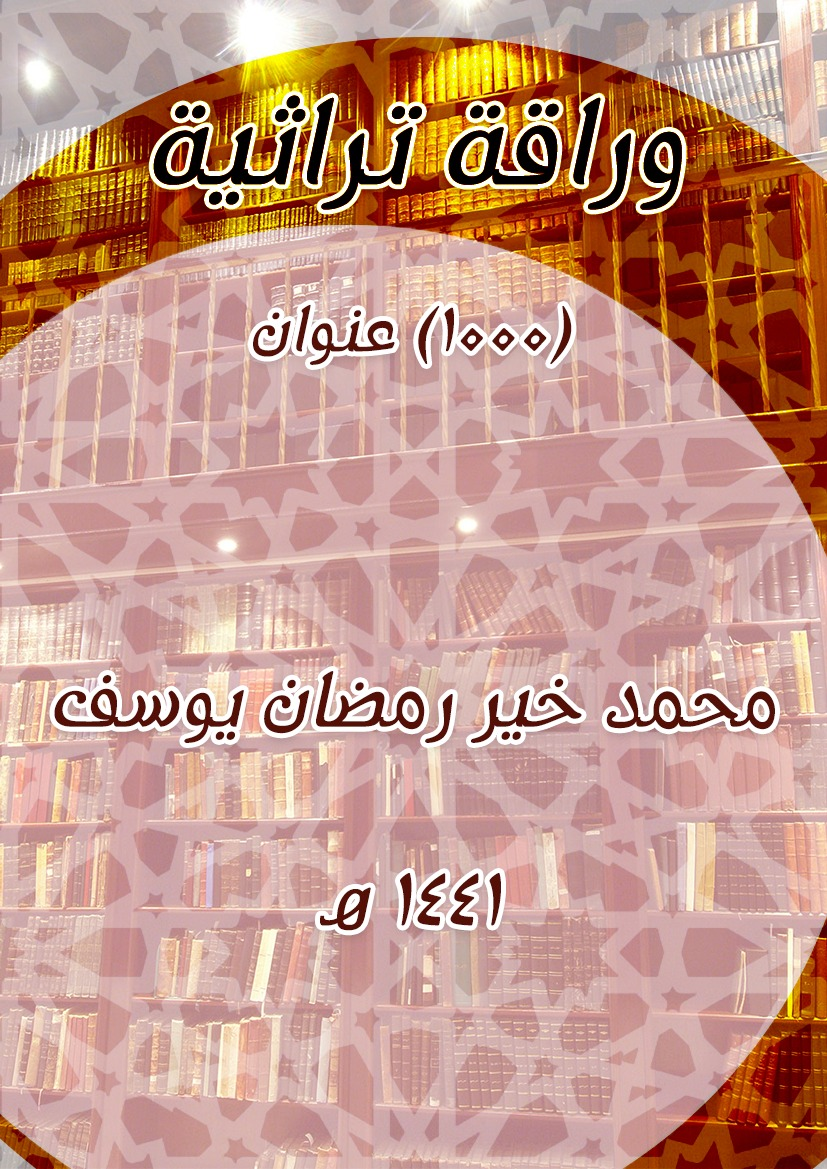 وراقة تراثية
(١٠٠٠) عنوان
محمد خير رمضان يوسف
١٤٤١ هـ